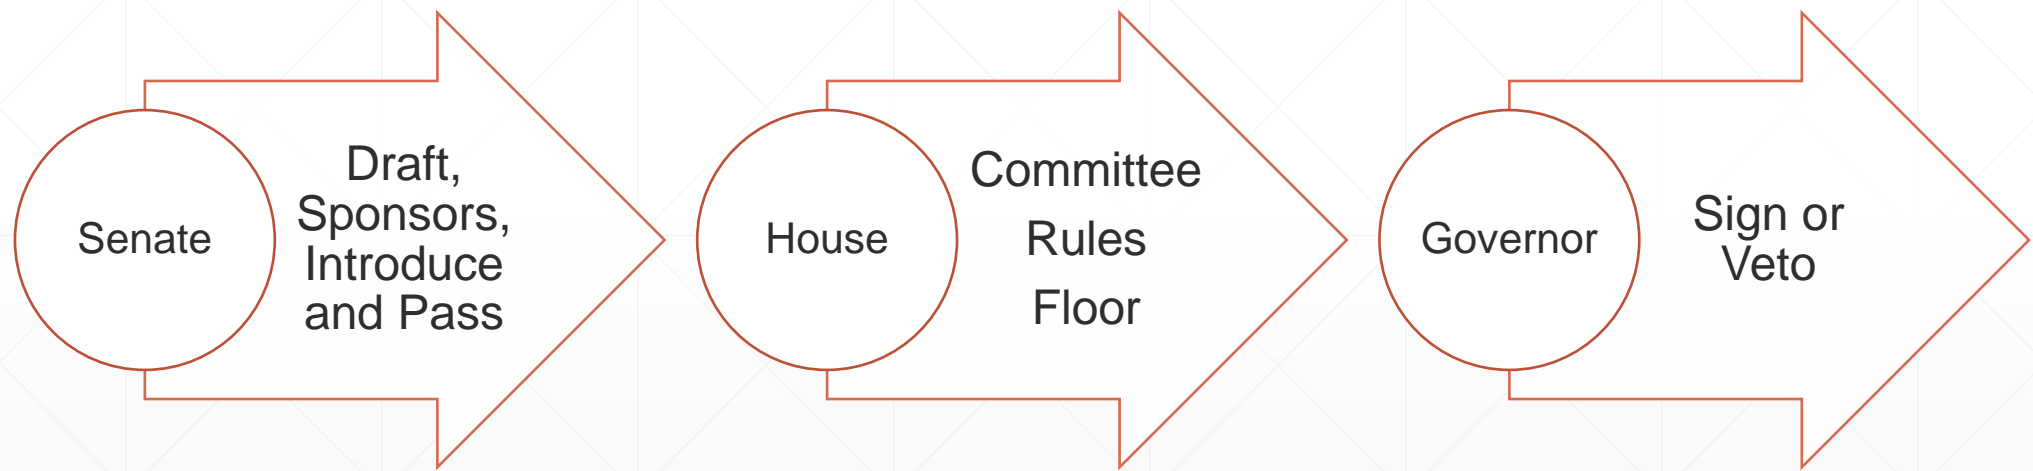 Senate
Draft,
Sponsors,
Introduce
and Pass
House
Committee
Rules
Floor
Governor
Sign or
Veto